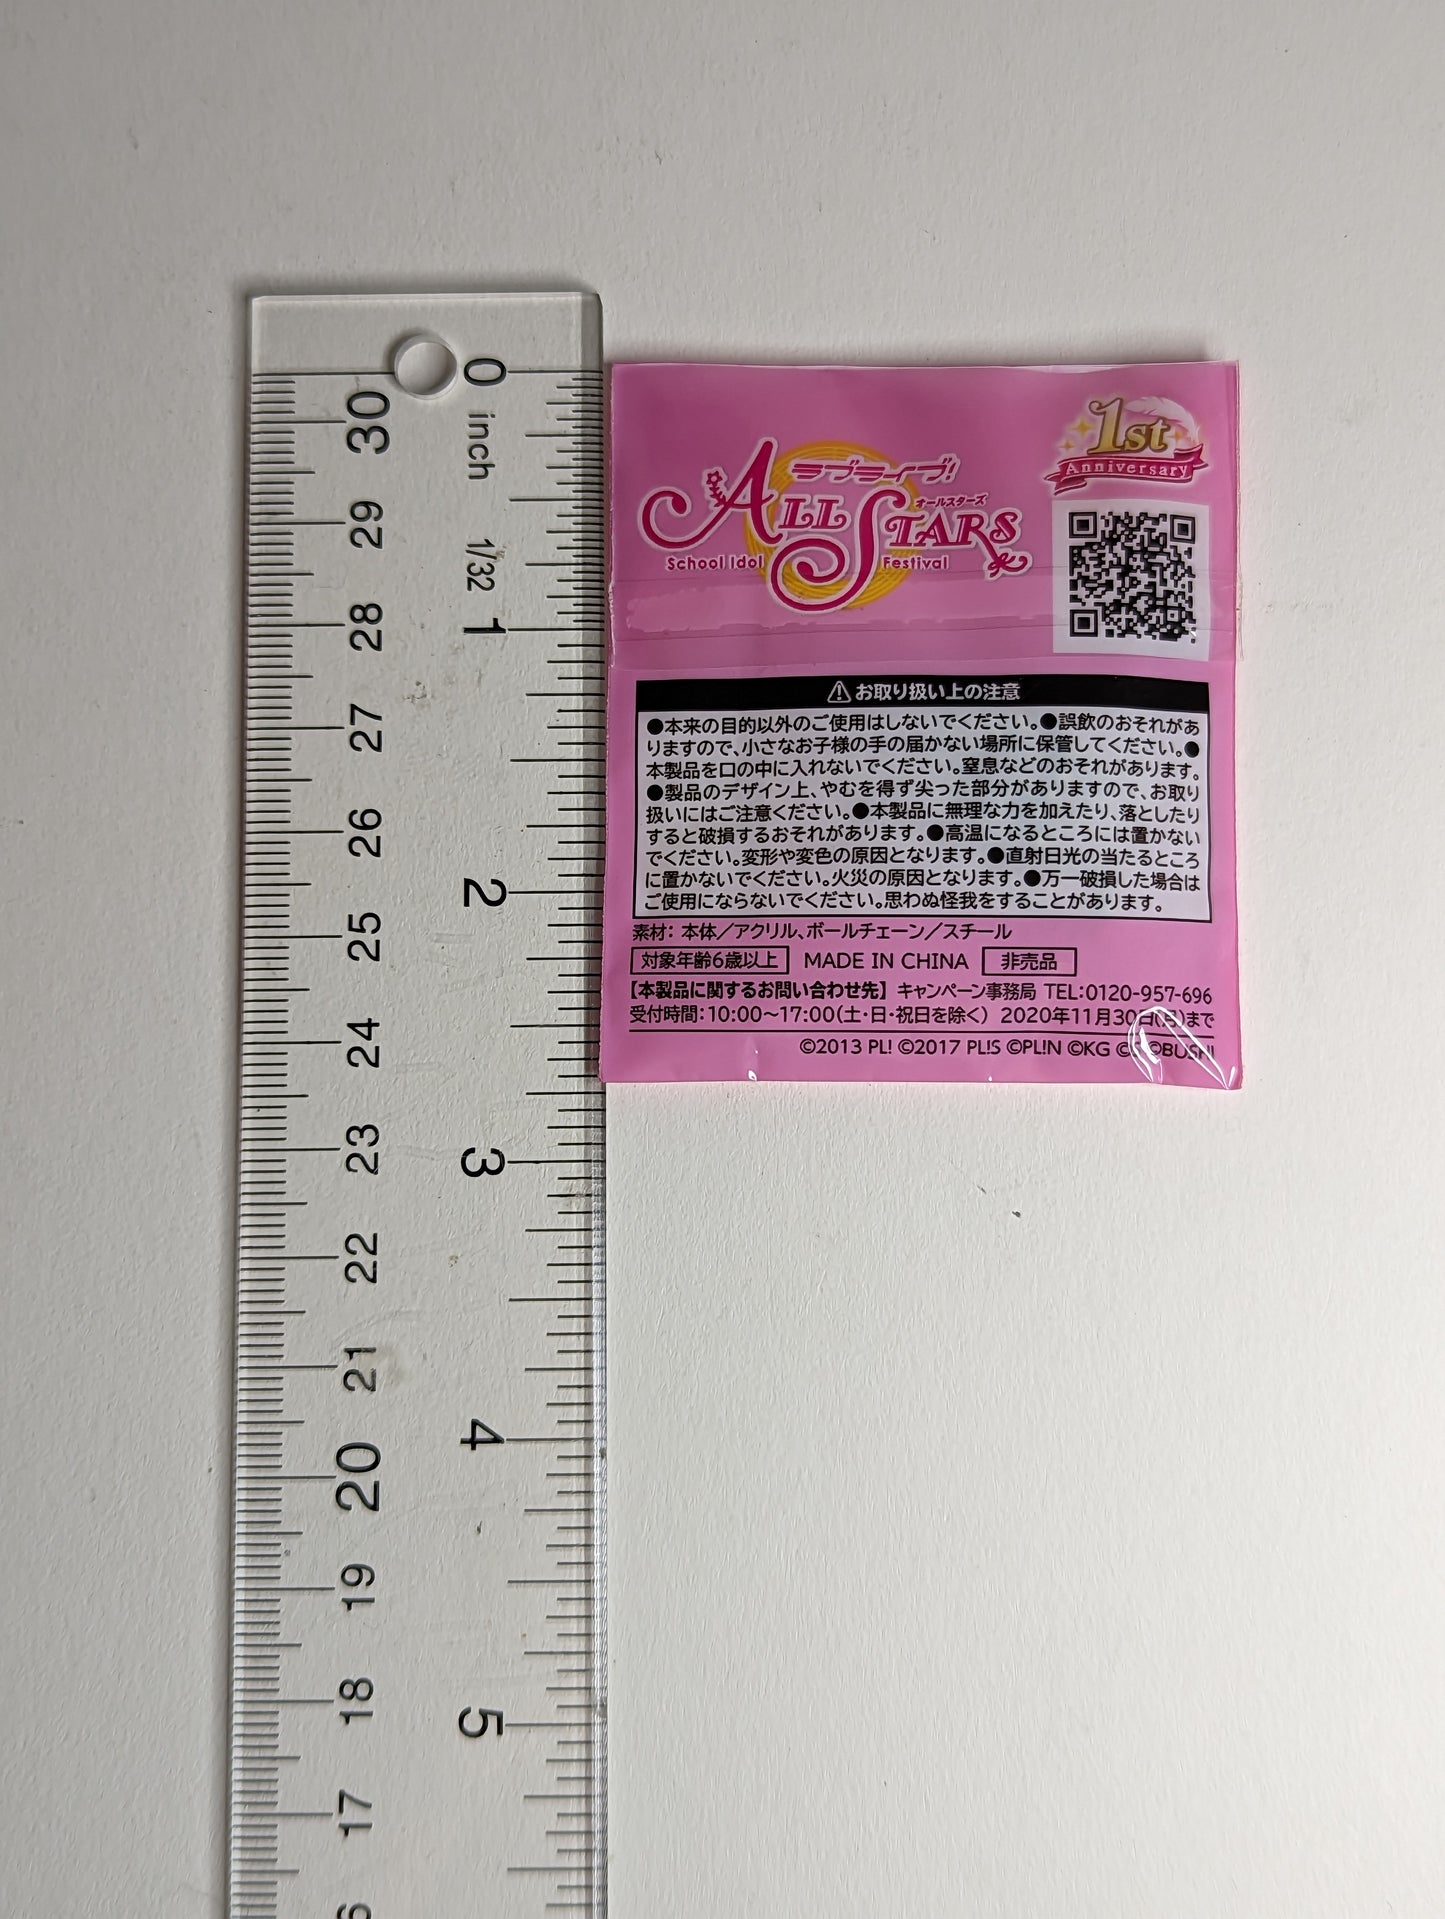 0
inch
1/32
1
2
3
4
5
30
29
28
27
26
25
24
23
22
21
20
19
18
17
1st
Anniversary
ラブライブ!
ALL STARS
オールスターズ
School Idol Festival
お取り扱い上の注意
●本来の目的以外のご使用はしないでください。●誤飲のおそれがあ
りますので、小さなお子様の手の届かない場所に保管してください。●
本製品を口の中に入れないでください。窒息などのおそれがあります。
●製品のデザイン上、やむを得ず尖った部分がありますので、お取り
扱いにはご注意ください。●本製品に無理な力を加えたり、落としたり
すると破損するおそれがあります。●高温になるところには置かない
でください。変形や変色の原因となります。●直射日光の当たるところ
に置かないでください。火災の原因となります。●万一破損した場合は
ご使用にならないでください。思わぬ怪我をすることがあります。
素材: 本体／アクリル、ボールチェーン／スチール
対象年齢6歳以上 MADE IN CHINA 非売品
【本製品に関するお問い合わせ先】 キャンペーン事務局 TEL:0120-957-696
受付時間:10:00～17:00(土・日・祝日を除く) 2020年11月30日(月)まで
©2013 PL! ©2017 PL!S ©PL!N ©KG ©BUSHI